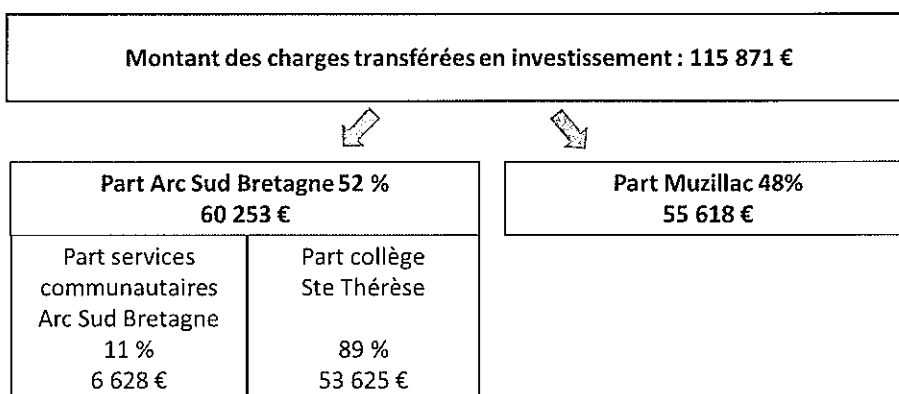 Montant des charges transférées en investissement : 115 871 €
Part Arc Sud Bretagne 52 %
60 253 €
Part Muzillac 48%
55 618 €
Part services
communautaires
Arc Sud Bretagne
11 %
6 628 €
Part collège
Ste Thérèse
89 %
53 625 €